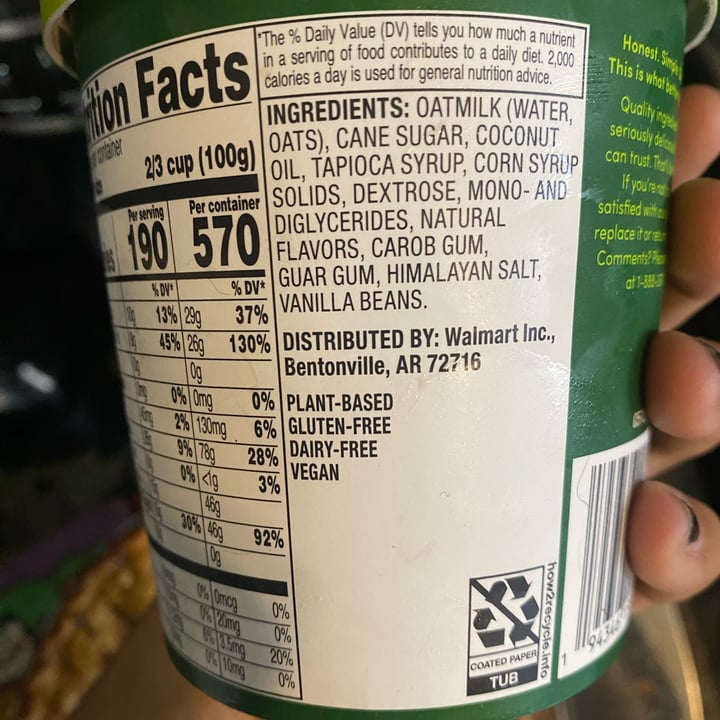 Facts
*The % Daily Value (DV) tells you how much a nutrient
in a serving of food contributes to a daily diet. 2,000
calories a day is used for general nutrition advice.
container
2/3 cup (100g)
Per serving Per container
190 570
% DV* % DV*
13% 29g 37%
45% 26g 130%
0g
0% 0mg 0%
2% 130mg 6%
9% 78g 28%
0% <1g 3%
46g
30% 46g 92%
0g
0% 0mcg 0%
0% 20mg 0%
6% 3.5mg 20%
0% 10mg 0%
INGREDIENTS: OATMILK (WATER,
OATS), CANE SUGAR, COCONUT
OIL, TAPIOCA SYRUP, CORN SYRUP
SOLIDS, DEXTROSE, MONO- AND
DIGLYCERIDES, NATURAL
FLAVORS, CAROB GUM,
GUAR GUM, HIMALAYAN SALT,
VANILLA BEANS.
DISTRIBUTED BY: Walmart Inc.,
Bentonville, AR 72716
PLANT-BASED
GLUTEN-FREE
DAIRY-FREE
VEGAN
COATED PAPER
TUB
how2recycle.info
Honest.
This is what
Quality
seriously
can trust.
If you're
satisfied with
replace it or
Comments?
at 1-888-
1